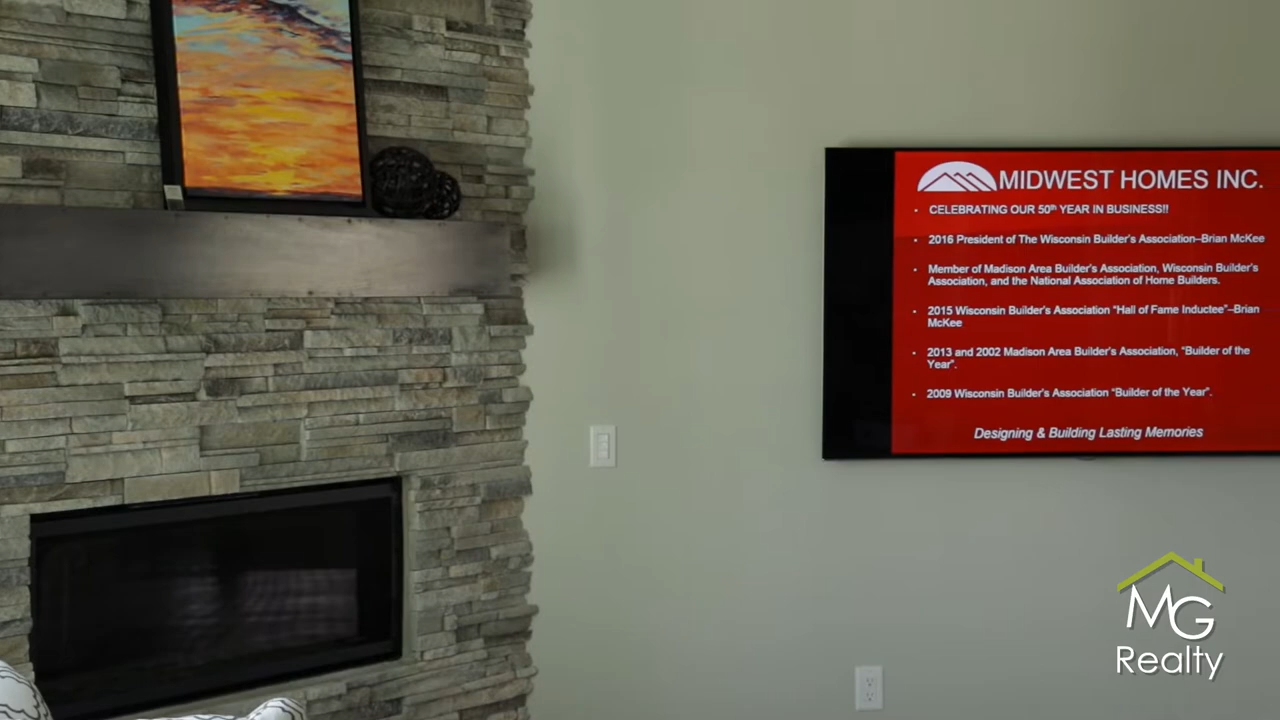 MIDWEST HOMES INC.
• CELEBRATING OUR 50th YEAR IN BUSINESS!!
• 2016 President of The Wisconsin Builder's Association–Brian McKee
• Member of Madison Area Builder's Association, Wisconsin Builder's
Association, and the National Association of Home Builders.
• 2015 Wisconsin Builder's Association "Hall of Fame Inductee"–Brian
McKee
• 2013 and 2002 Madison Area Builder's Association, "Builder of the
Year".
• 2009 Wisconsin Builder's Association "Builder of the Year".
Designing & Building Lasting Memories
MG
Realty